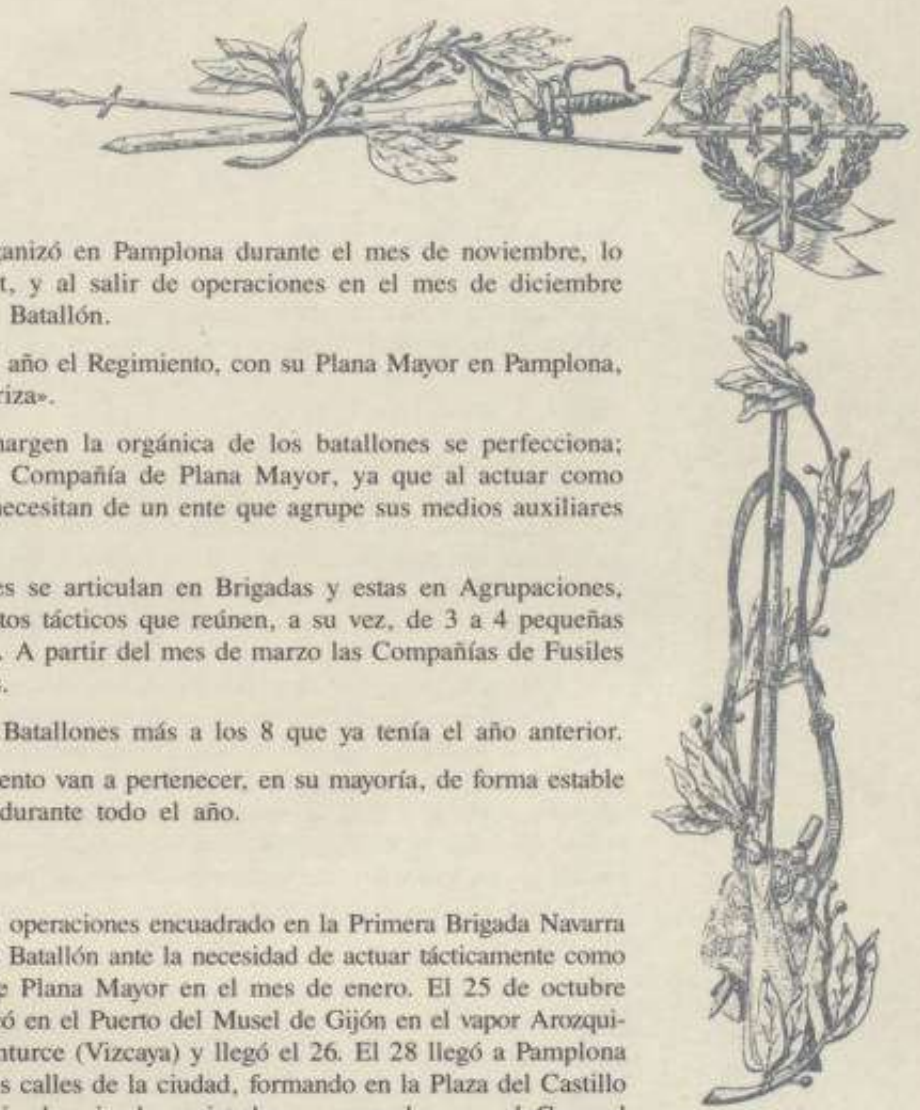 ganizó en Pamplona durante el mes de noviembre, lo
t, y al salir de operaciones en el mes de diciembre
Batallón.
año el Regimiento, con su Plana Mayor en Pamplona,
riza».
margen la orgánica de los batallones se perfecciona;
Compañía de Plana Mayor, ya que al actuar como
necesitan de un ente que agrupe sus medios auxiliares
es se articulan en Brigadas y estas en Agrupaciones,
tos tácticos que reúnen, a su vez, de 3 a 4 pequeñas
. A partir del mes de marzo las Compañías de Fusiles
Batallones más a los 8 que ya tenía el año anterior.
ento van a pertenecer, en su mayoría, de forma estable
durante todo el año.
operaciones encuadrado en la Primera Brigada Navarra
Batallón ante la necesidad de actuar tácticamente como
e Plana Mayor en el mes de enero. El 25 de octubre
ó en el Puerto del Musel de Gijón en el vapor Arozqui-
nturce (Vizcaya) y llegó el 26. El 28 llegó a Pamplona
s calles de la ciudad, formando en la Plaza del Castillo